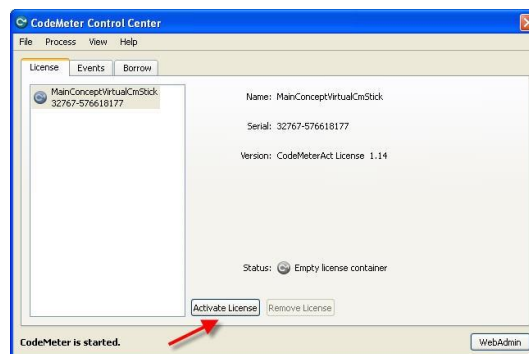 CodeMeter Control Center
File Process View Help
License Events Borrow
MainConceptVirtualCmStick
32767-576618177
Name: MainConceptVirtualCmStick
Serial: 32767-576618177
Version: CodeMeterAct License 1.14
Status: Empty license container
Activate License Remove License
CodeMeter is started. WebAdmin